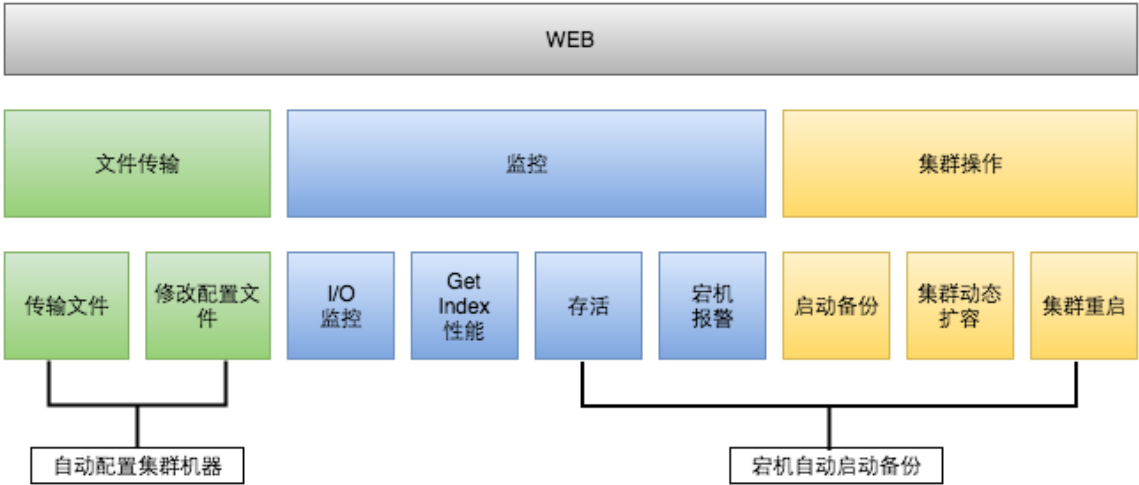 WEB
文件传输
监控
集群操作
传输文件
修改配置文
件
I/O
监控
Get
Index
性能
存活
宕机
报警
启动备份
集群动态
扩容
集群重启
自动配置集群机器
宕机自动启动备份